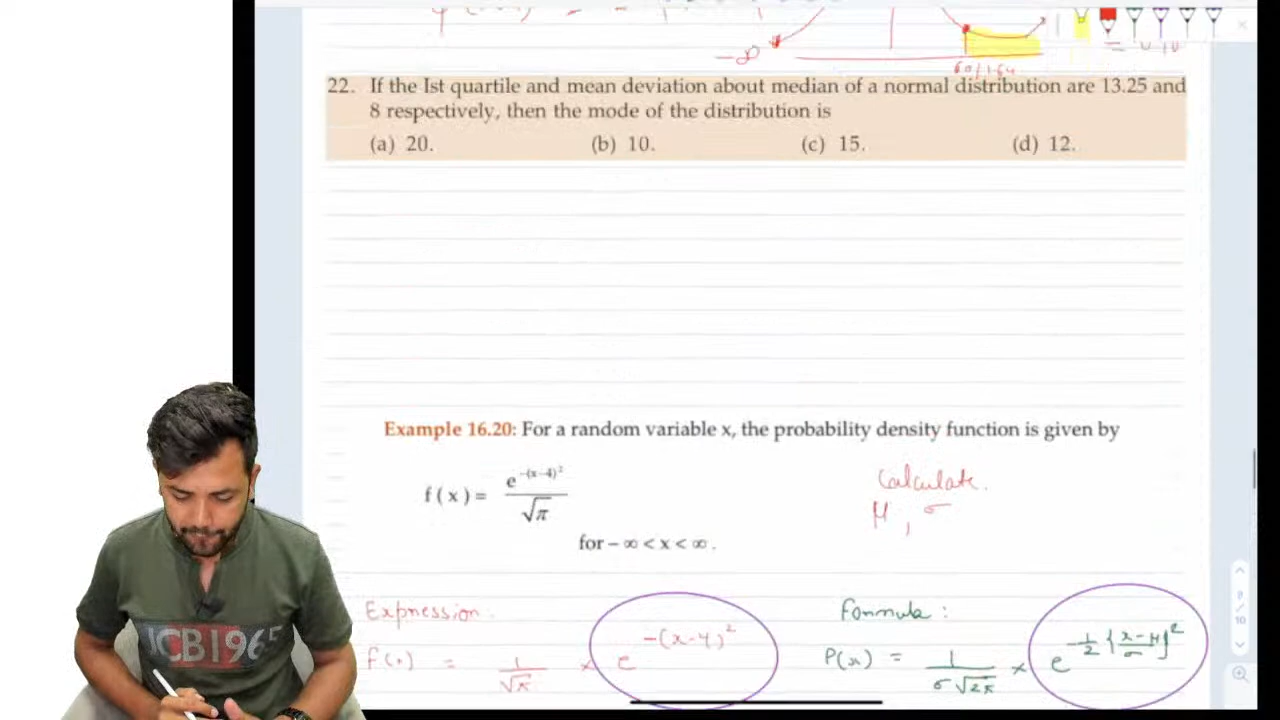 -∞
22. If the Ist quartile and mean deviation about median of a normal distribution are 13.25 and
8 respectively, then the mode of the distribution is
(a) 20. (b) 10. (c) 15. (d) 12.
Example 16.20: For a random variable x, the probability density function is given by
f(x) = e^-(x-4)² / √π
Calculate.
μ, σ
for – ∞ < x < ∞ .
Expression: Formula:
F(x) = 1/√π × e^-(x-4)² P(x) = 1/σ√2π × e^-1/2{x-μ/σ}²
JCB196
9 / 10